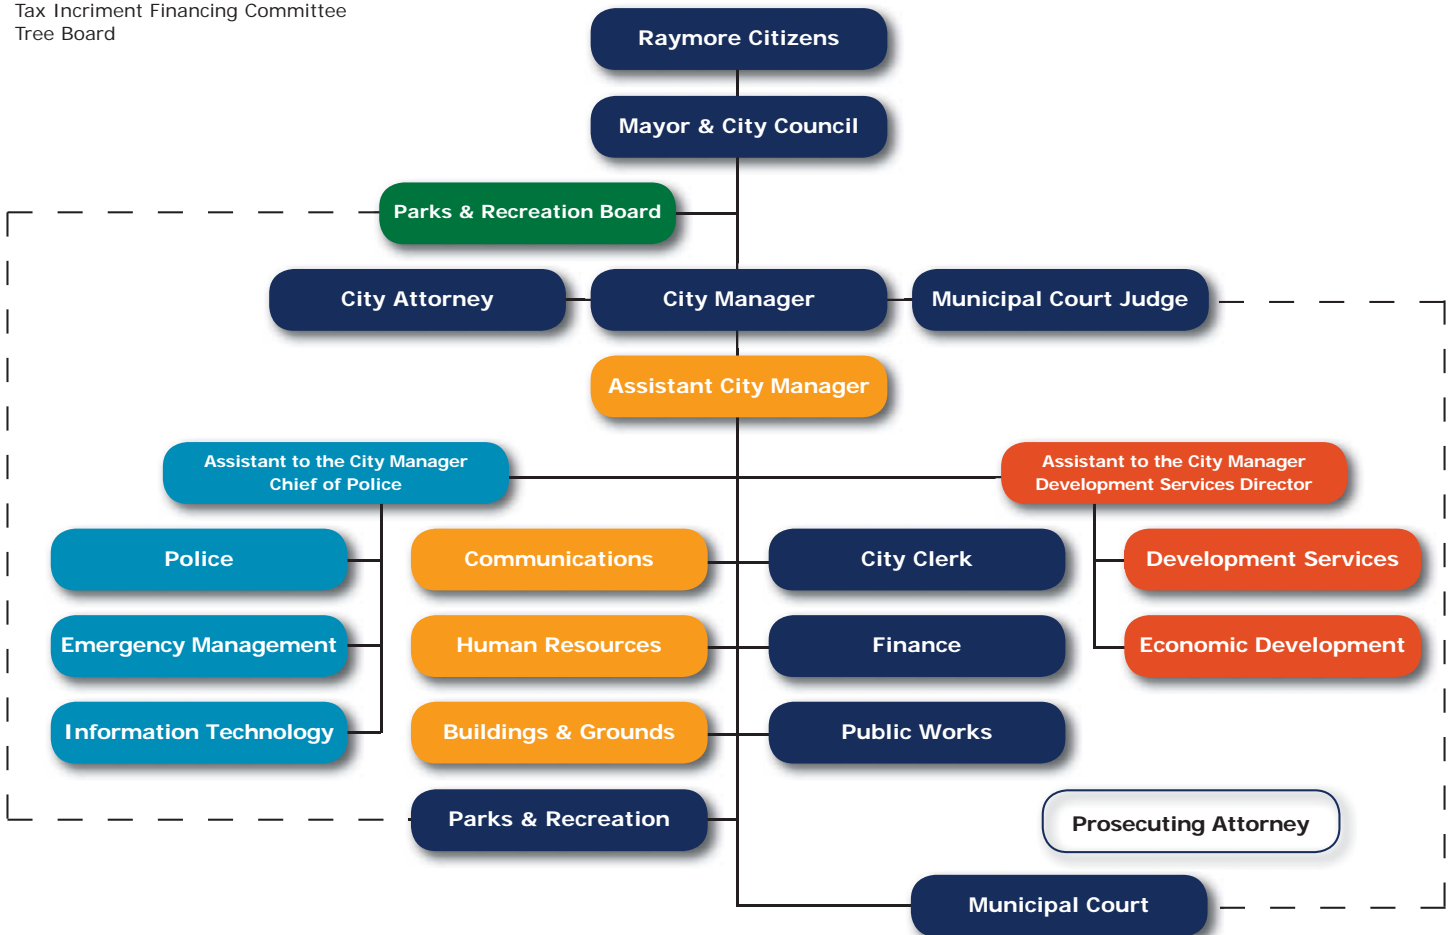 Tax Incriment Financing Committee
Tree Board
Raymore Citizens
Mayor & City Council
Parks & Recreation Board
City Attorney
City Manager
Municipal Court Judge
Assistant City Manager
Assistant to the City Manager
Chief of Police
Assistant to the City Manager
Development Services Director
Police
Communications
City Clerk
Development Services
Emergency Management
Human Resources
Finance
Economic Development
Information Technology
Buildings & Grounds
Public Works
Parks & Recreation
Prosecuting Attorney
Municipal Court